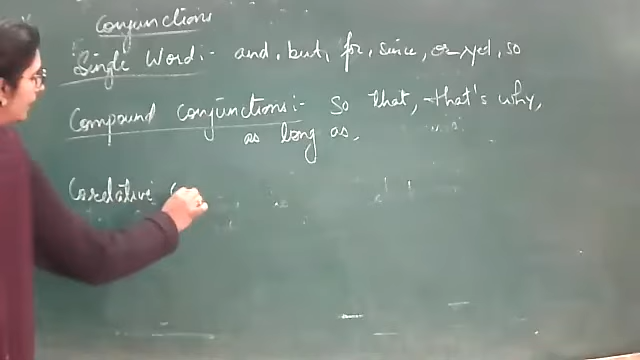 Conjunctions
Single Word:- and, but, for, since, or, yet, so
Compound conjunctions:- So that, that's why,
as long as,
Corelative C